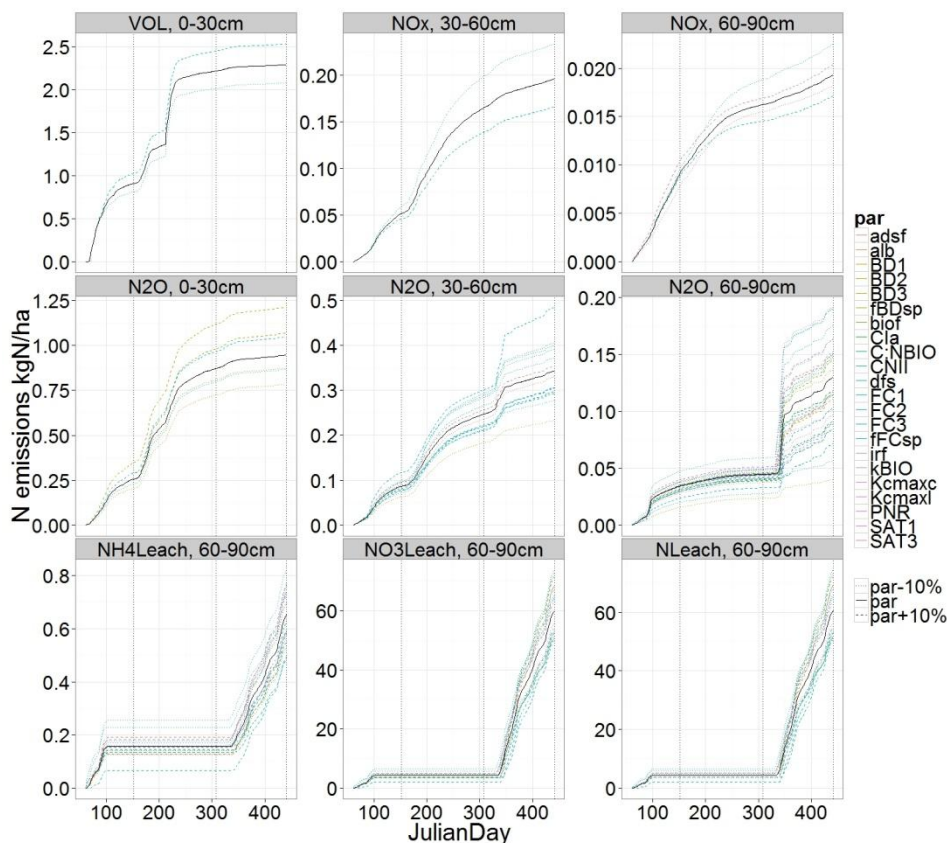 VOL, 0-30cm
NOx, 30-60cm
NOx, 60-90cm
2.5
2.0
1.5
1.0
0.5
0.0
0.20
0.15
0.10
0.05
0.00
0.020
0.015
0.010
0.005
0.000
N2O, 0-30cm
N2O, 30-60cm
N2O, 60-90cm
1.25
1.00
0.75
0.50
0.25
0.00
0.5
0.4
0.3
0.2
0.1
0.0
0.20
0.15
0.10
0.05
0.00
NH4Leach, 60-90cm
NO3Leach, 60-90cm
NLeach, 60-90cm
0.8
0.6
0.4
0.2
0.0
60
40
20
0
60
40
20
0
100 200 300 400
100 200 300 400
100 200 300 400
JulianDay
N emissions kgN/ha
par
adsf
alb
BD1
BD2
BD3
fBDsp
biof
Cla
C:NBIO
CNII
dfs
FC1
FC2
FC3
fFCsp
irf
kBIO
Kcmaxc
Kcmaxl
PNR
SAT1
SAT3
par-10%
par
par+10%